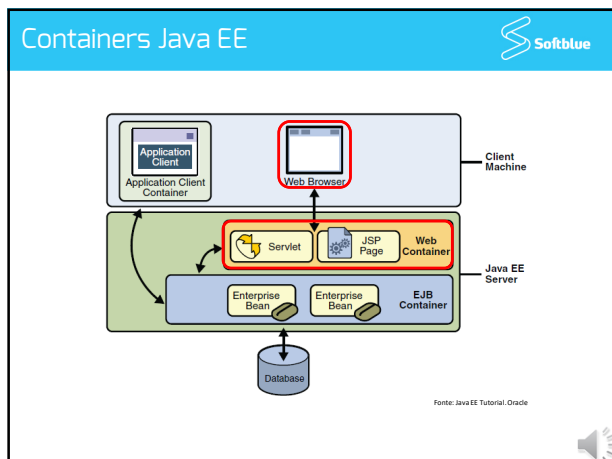 Containers Java EE
Softblue
Application
Client
Application Client
Container
Web Browser
Client
Machine
Servlet
JSP
Page
Web
Container
Java EE
Server
Enterprise
Bean
Enterprise
Bean
EJB
Container
Database
Fonte: Java EE Tutorial. Oracle